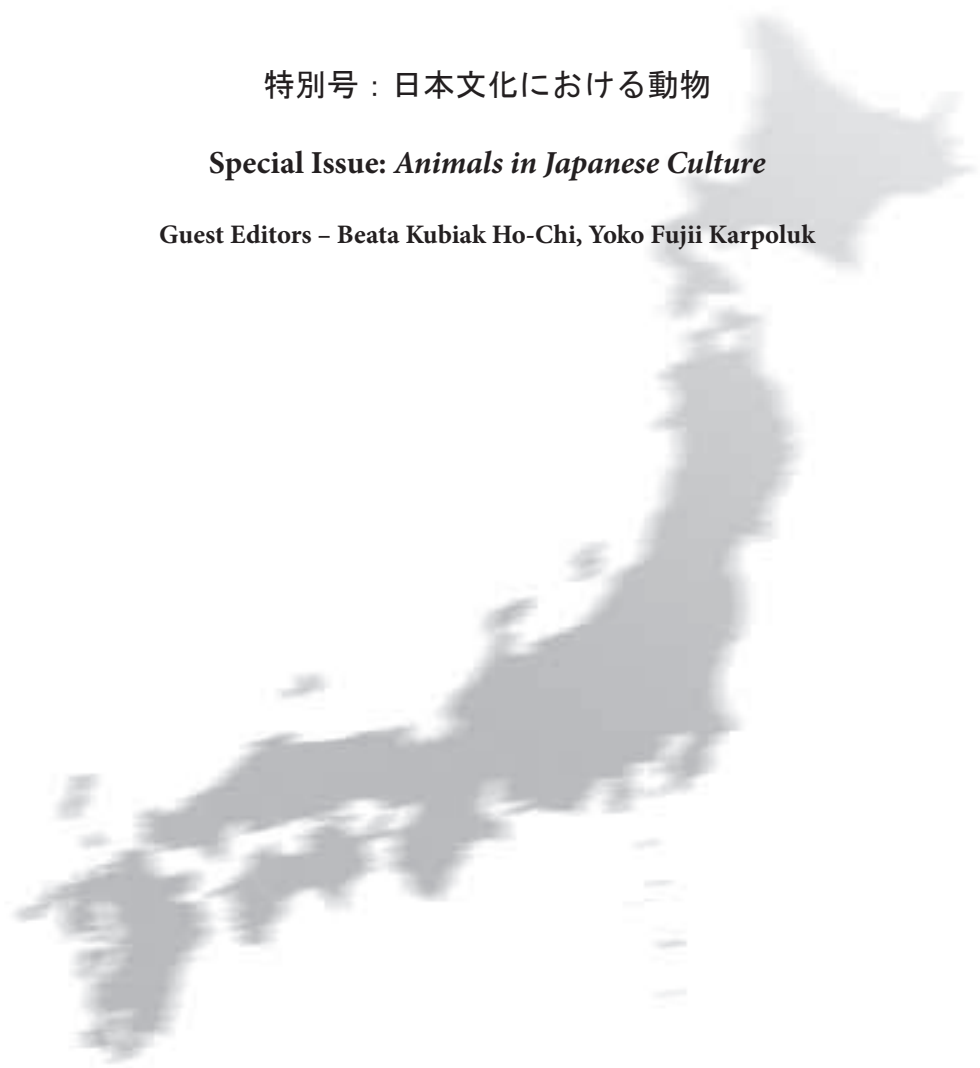 特別号：日本文化における動物
Special Issue: Animals in Japanese Culture
Guest Editors – Beata Kubiak Ho-Chi, Yoko Fujii Karpoluk